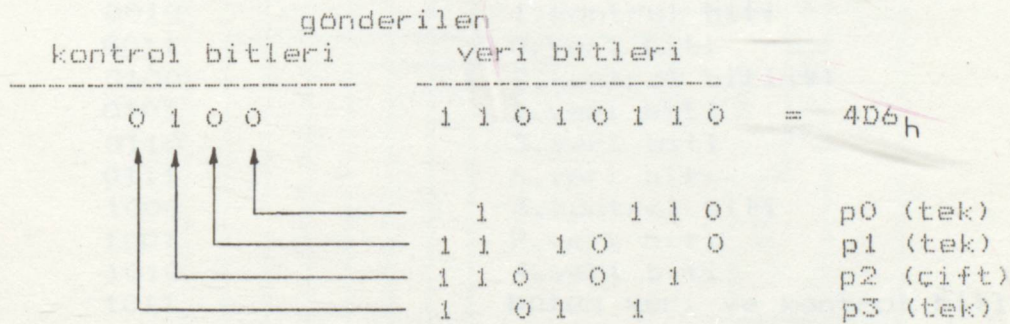 gönderilen
kontrol bitleri veri bitleri
0 1 0 0 1 1 0 1 0 1 1 0 = 4D6h
1 1 1 0 p0 (tek)
1 1 1 0 0 p1 (tek)
1 1 0 0 1 p2 (çift)
1 0 1 1 p3 (tek)